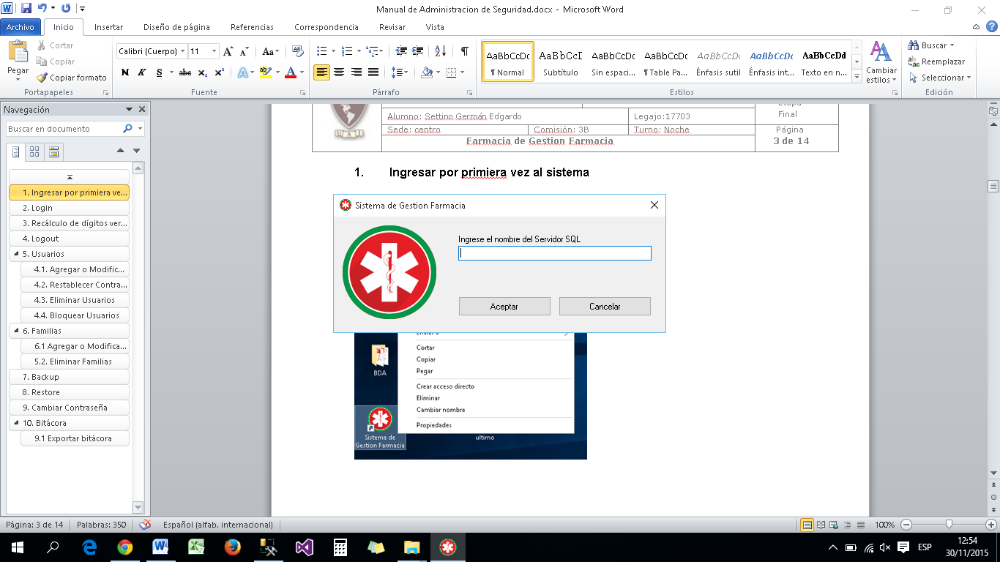 Manual de Administracion de Seguridad.docx - Microsoft Word
Archivo Inicio Insertar Diseño de página Referencias Correspondencia Revisar Vista
Pegar
Cortar
Copiar
Copiar formato
Portapapeles
Calibri (Cuerpo) 11
N K S abc x₂ x²
Fuente
Párrafo
AaBbCcDc AaBbCcI AaBbCcDc AaBbCcDc AaBbCcDc AaBbCcDc AaBbCcDd
¶ Normal Subtítulo Sin espaci... ¶ Table Pa... Énfasis sutil Énfasis int... Texto en n...
Cambiar estilos
Estilos
Buscar
Reemplazar
Seleccionar
Edición
Navegación
Buscar en documento
1. Ingresar por primiera ve...
2. Login
3. Recálculo de dígitos ver...
4. Logout
5. Usuarios
4.1. Agregar o Modific...
4.2. Restablecer Contra...
4.3. Eliminar Usuarios
4.4. Bloquear Usuarios
6. Familias
6.1 Agregar o Modifica...
5.2. Eliminar Familias
7. Backup
8. Restore
9. Cambiar Contraseña
10. Bitácora
9.1 Exportar bitácora
UAI
Etapa
Alumno: Settino Germán Edgardo Legajo:17703 Final
Sede: centro Comisión: 3B Turno: Noche Página
Farmacia de Gestion Farmacia 3 de 14
1. Ingresar por primiera vez al sistema
Sistema de Gestion Farmacia
Ingrese el nombre del Servidor SQL
Aceptar Cancelar
Enviar a
Cortar
Copiar
BDA
Pegar
Crear acceso directo
Eliminar
Cambiar nombre
Propiedades
Sistema de
Gestion Farmacia
ultimo
Página: 3 de 14 Palabras: 350 Español (alfab. internacional) 100%
ESP
12:54
30/11/2015